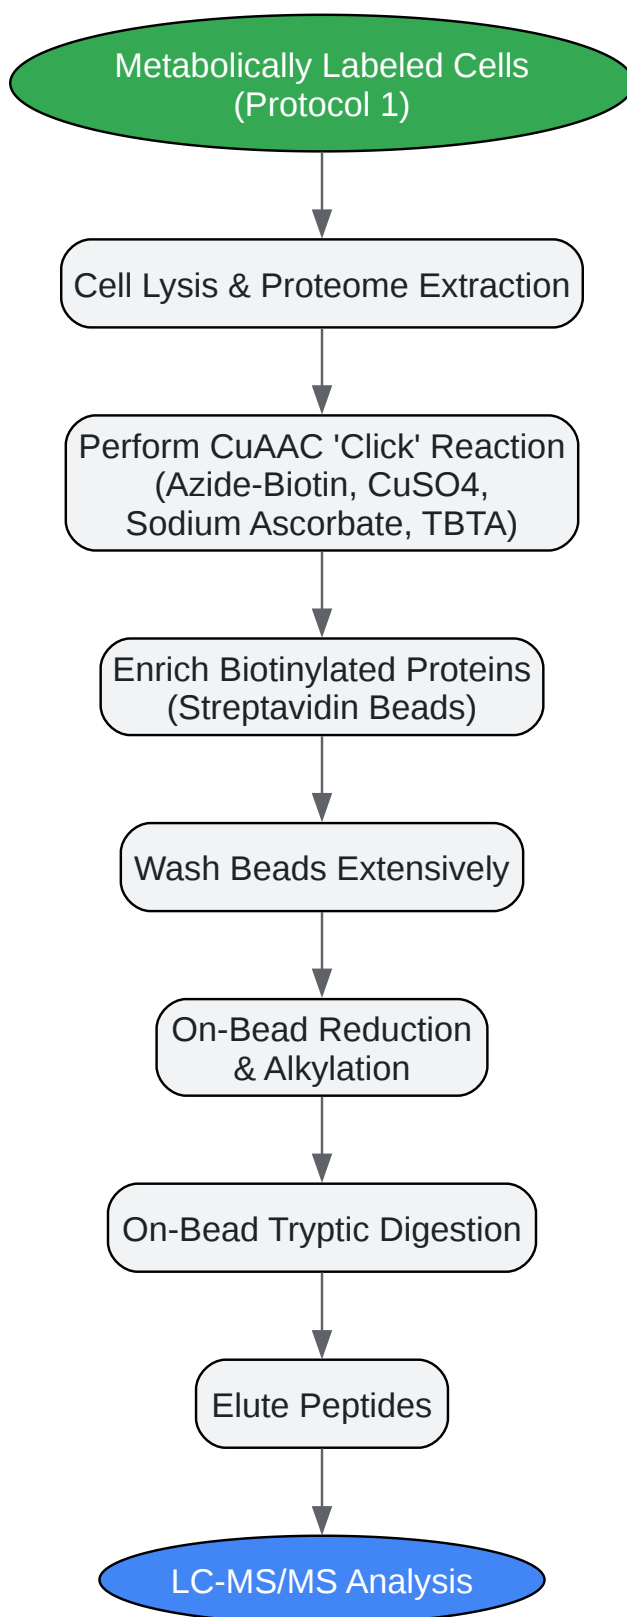 Metabolically Labeled Cells
(Protocol 1)
Cell Lysis & Proteome Extraction
Perform CuAAC 'Click' Reaction
(Azide-Biotin, CuSO4,
Sodium Ascorbate, TBTA)
Enrich Biotinylated Proteins
(Streptavidin Beads)
Wash Beads Extensively
On-Bead Reduction
& Alkylation
On-Bead Tryptic Digestion
Elute Peptides
LC-MS/MS Analysis